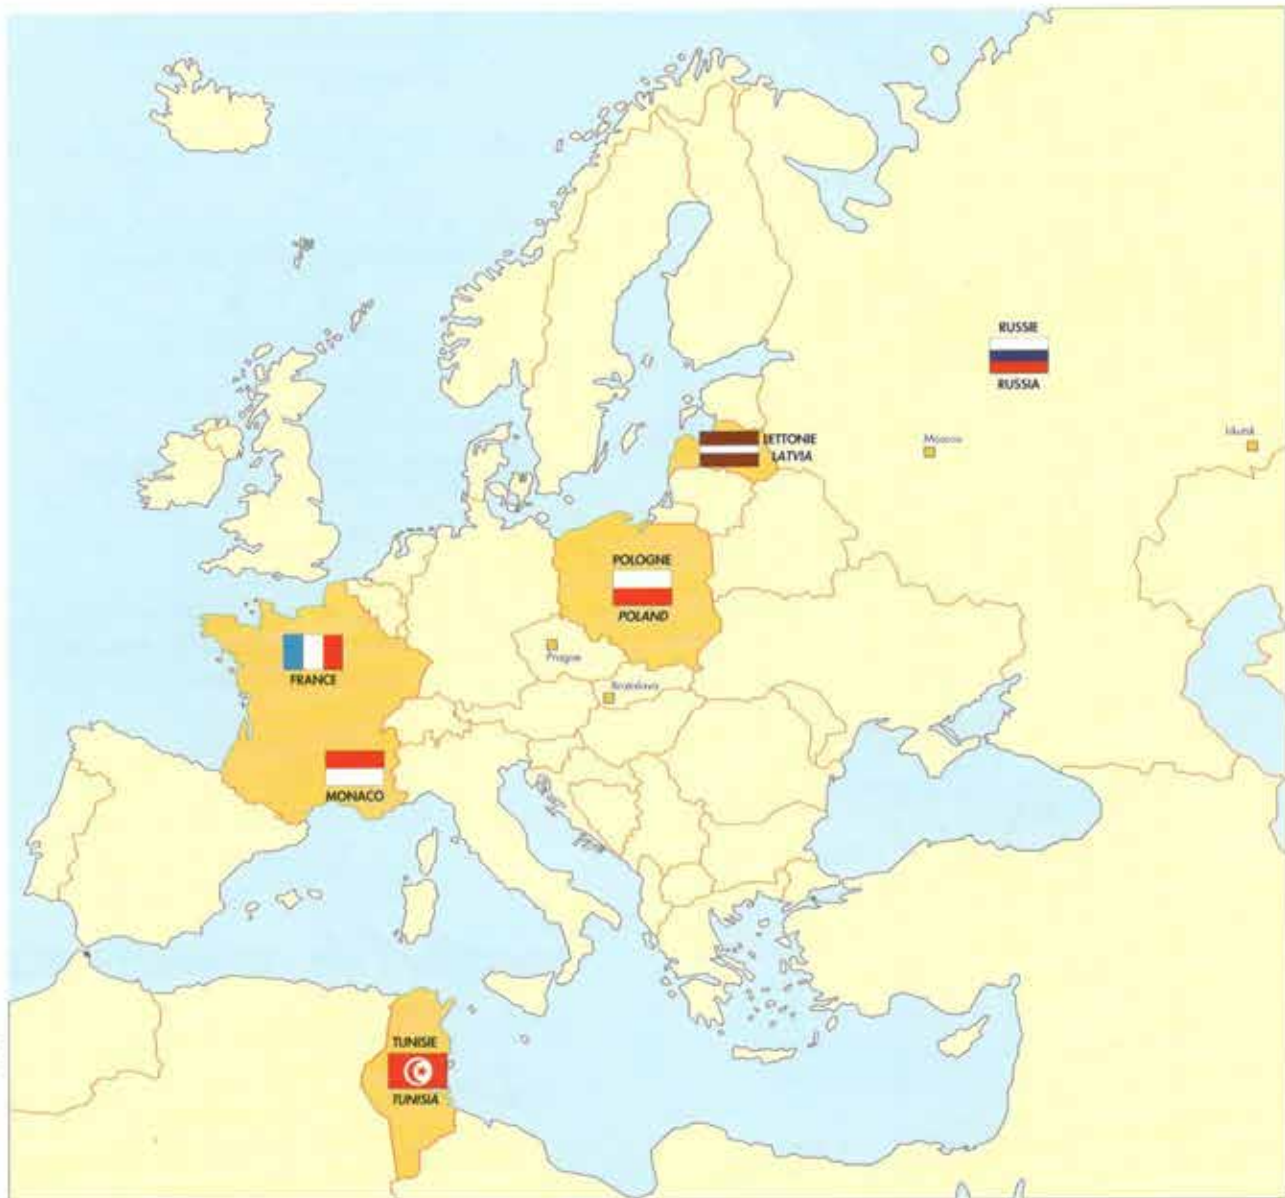 RUSSIE
RUSSIA
Moscou
LETTONIE
LATVIA
POLOGNE
POLAND
Prague
Bratislava
FRANCE
MONACO
TUNISIE
TUNISIA